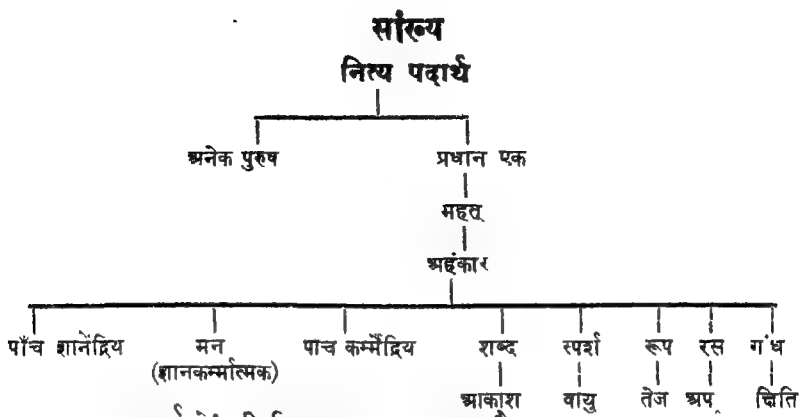 सांख्य
नित्य पदार्थ
अनेक पुरुष प्रधान एक
महत्
अहंकार
पाँच ज्ञानेंद्रिय मन पाच कर्म्मेंद्रिय शब्द स्पर्श रूप रस गंध
(ज्ञानकर्म्मात्मक)
आकाश वायु तेज अप् क्षिति